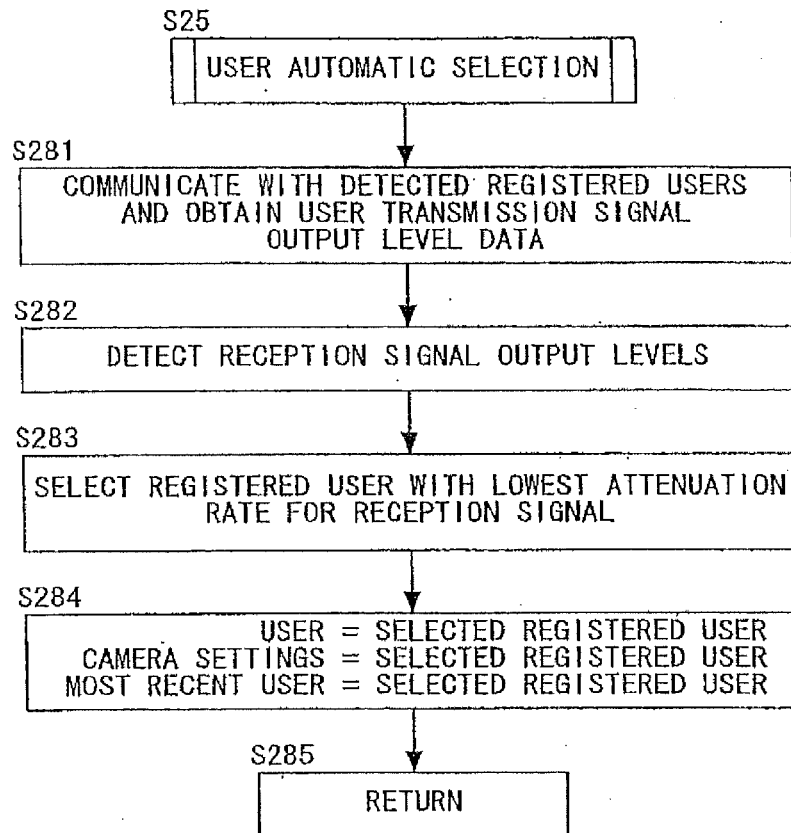 S25
USER AUTOMATIC SELECTION
S281
COMMUNICATE WITH DETECTED REGISTERED USERS
AND OBTAIN USER TRANSMISSION SIGNAL
OUTPUT LEVEL DATA
S282
DETECT RECEPTION SIGNAL OUTPUT LEVELS
S283
SELECT REGISTERED USER WITH LOWEST ATTENUATION
RATE FOR RECEPTION SIGNAL
S284
USER = SELECTED REGISTERED USER
CAMERA SETTINGS = SELECTED REGISTERED USER
MOST RECENT USER = SELECTED REGISTERED USER
S285
RETURN